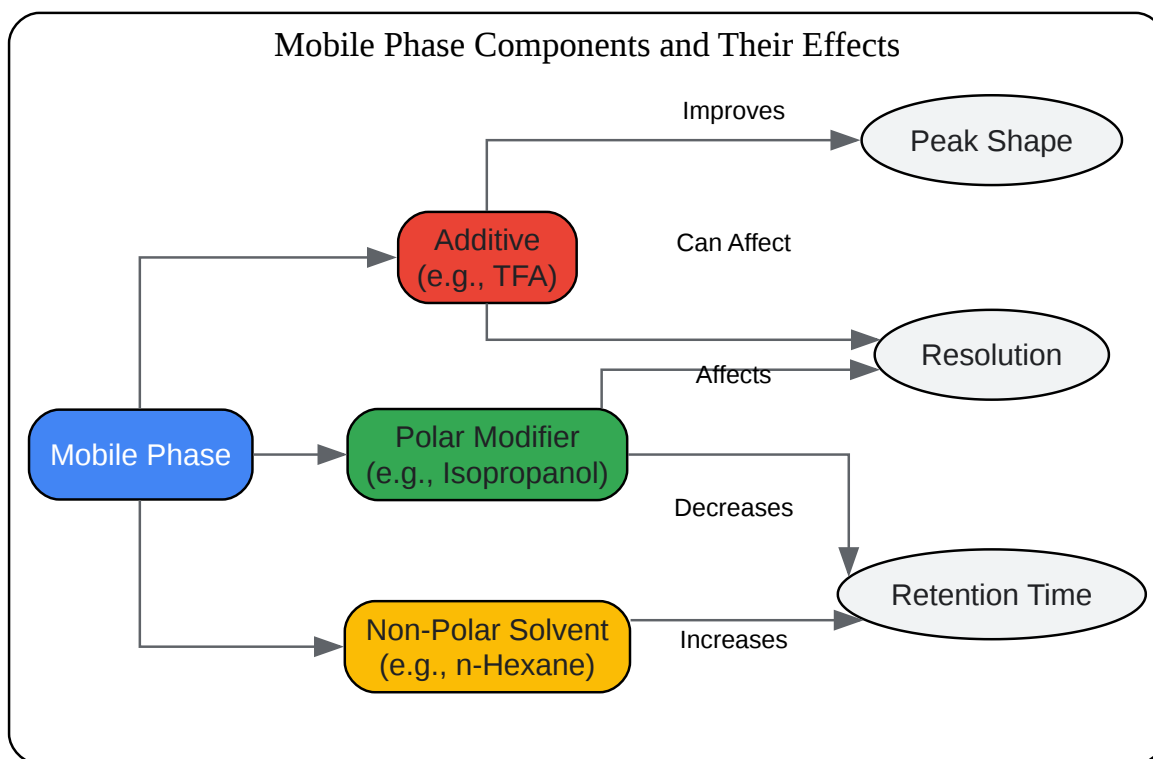 Mobile Phase Components and Their Effects
Improves
Peak Shape
Additive
(e.g., TFA)
Can Affect
Resolution
Affects
Mobile Phase
Polar Modifier
(e.g., Isopropanol)
Decreases
Retention Time
Non-Polar Solvent
(e.g., n-Hexane)
Increases